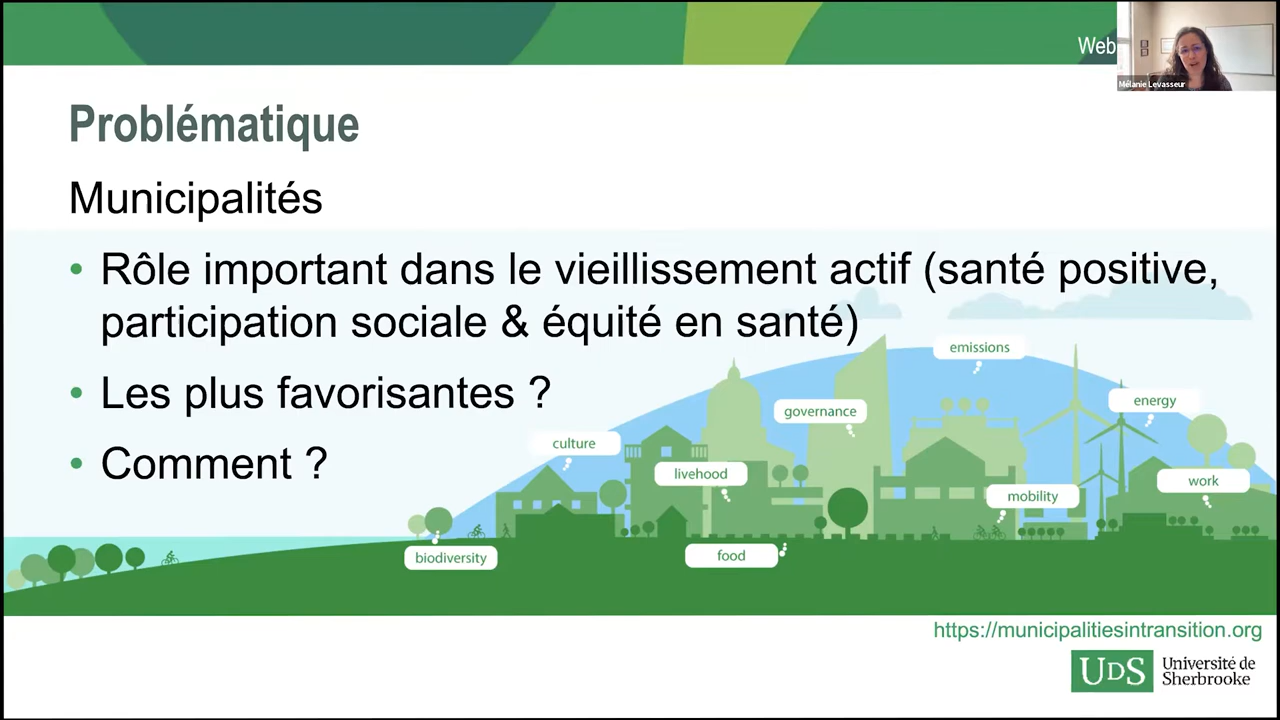 Web
Mélanie Levasseur
Problématique
Municipalités
• Rôle important dans le vieillissement actif (santé positive,
participation sociale & équité en santé)
• Les plus favorisantes ?
• Comment ?
emissions
energy
governance
culture
livehood
work
mobility
food
biodiversity
https://municipalitiesintransition.org
UDS
Université de
Sherbrooke